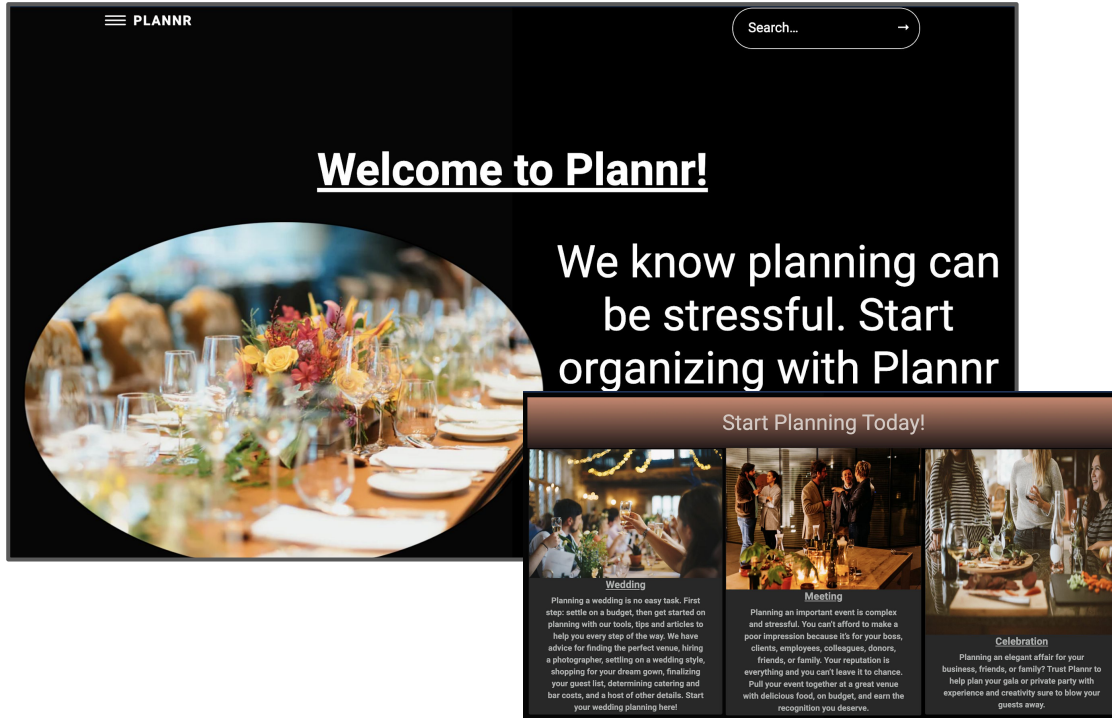 PLANNR
Search...
→
Welcome to Plannr!
We know planning can
be stressful. Start
organizing with Plannr
Start Planning Today!
Wedding
Planning a wedding is no easy task. First
step: settle on a budget, then get started on
planning with our tools, tips and articles to
help you every step of the way. We have
advice for finding the perfect venue, hiring
a photographer, settling on a wedding style,
shopping for your dream gown, finalizing
your guest list, determining catering and
bar costs, and a host of other details. Start
your wedding planning here!
Meeting
Planning an important event is complex
and stressful. You can't afford to make a
poor impression because it's for your boss,
clients, employees, colleagues, donors,
friends, or family. Your reputation is
everything and you can't leave it to chance.
Pull your event together at a great venue
with delicious food, on budget, and earn the
recognition you deserve.
Celebration
Planning an elegant affair for your
business, friends, or family? Trust Plannr to
help plan your gala or private party with
experience and creativity sure to blow your
guests away.